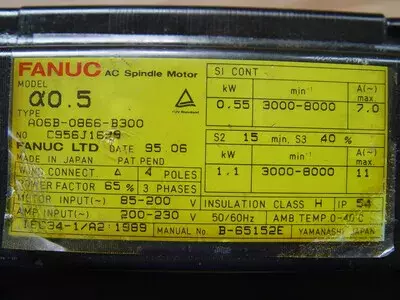 FANUC AC Spindle Motor
MODEL
α0.5
TYPE
A06B-0866-B300
NO
FANUC LTD DATE 95.06
MADE IN JAPAN PAT.PEND
WIND CONNECT. △ 4 POLES
POWER FACTOR 65 % 3 PHASES
MOTOR INPUT(~) 85-200 V
AMP INPUT(~) 200-230 V
IEC34-1/A2 1989
S1 CONT
kW min⁻¹ A(~) max.
0.55 3000-8000 7.0
S2 15 min, S3 40 %
kW min⁻¹ A(~) max
1.1 3000-8000 11
INSULATION CLASS H IP 54
50/60Hz AMB TEMP.0-40°C
MANUAL NO. B-65152E YAMANASHI JAPAN